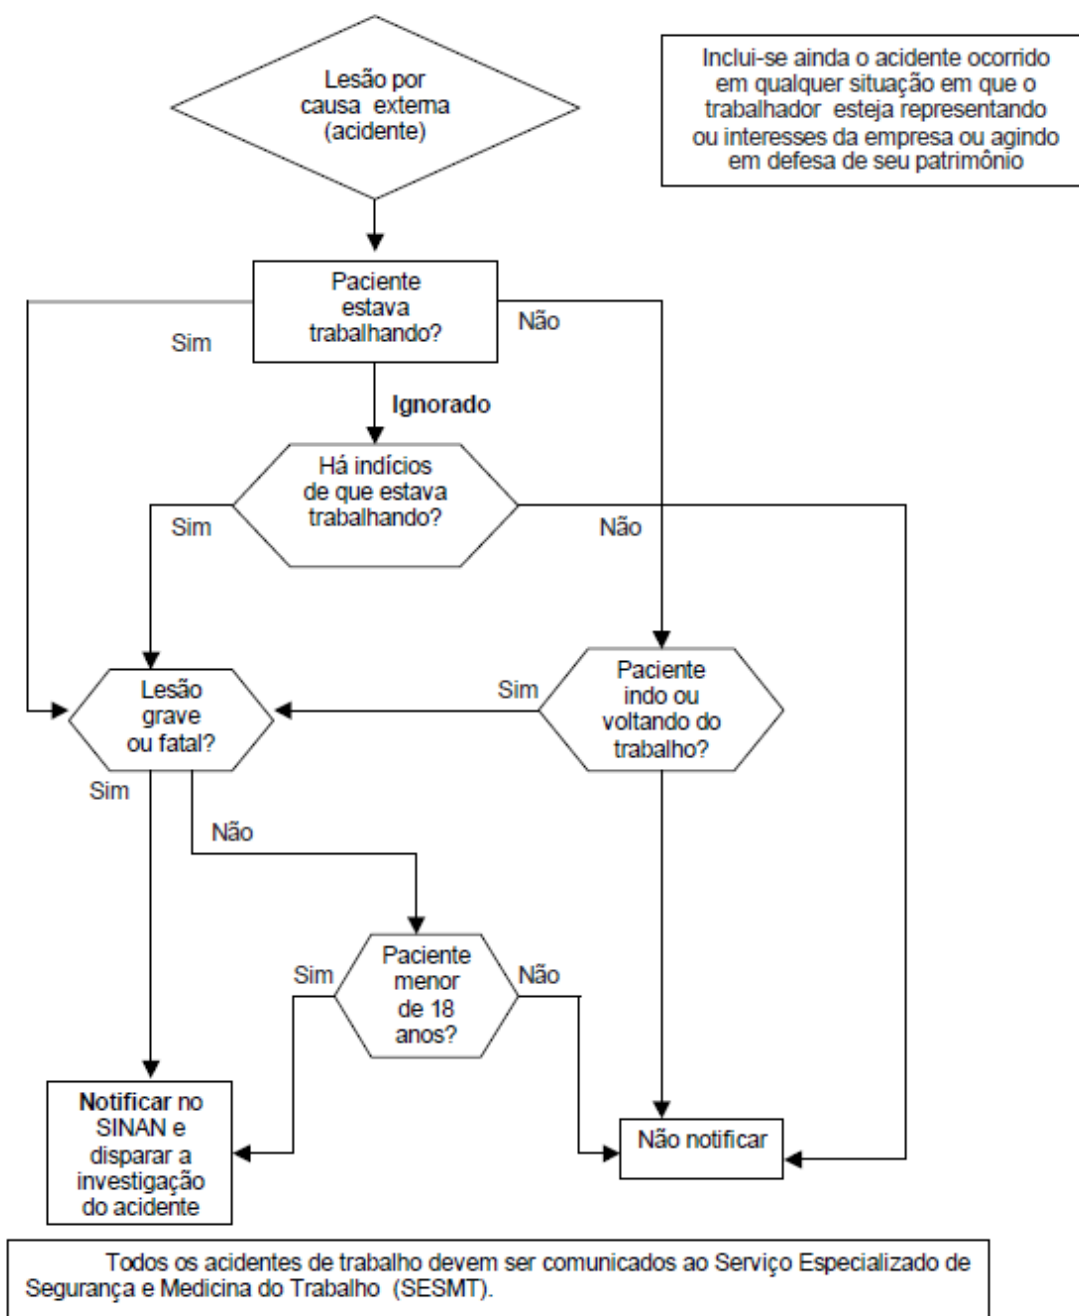 Lesão por
causa externa
(acidente)
Inclui-se ainda o acidente ocorrido
em qualquer situação em que o
trabalhador esteja representando
ou interesses da empresa ou agindo
em defesa de seu patrimônio
Paciente
estava
trabalhando?
Sim
Não
Ignorado
Há indícios
de que estava
trabalhando?
Sim
Não
Lesão
grave
ou fatal?
Sim
Paciente
indo ou
voltando do
trabalho?
Sim
Não
Paciente
menor
de 18
anos?
Sim
Não
Notificar no
SINAN e
disparar a
investigação
do acidente
Não notificar
Todos os acidentes de trabalho devem ser comunicados ao Serviço Especializado de
Segurança e Medicina do Trabalho (SESMT).